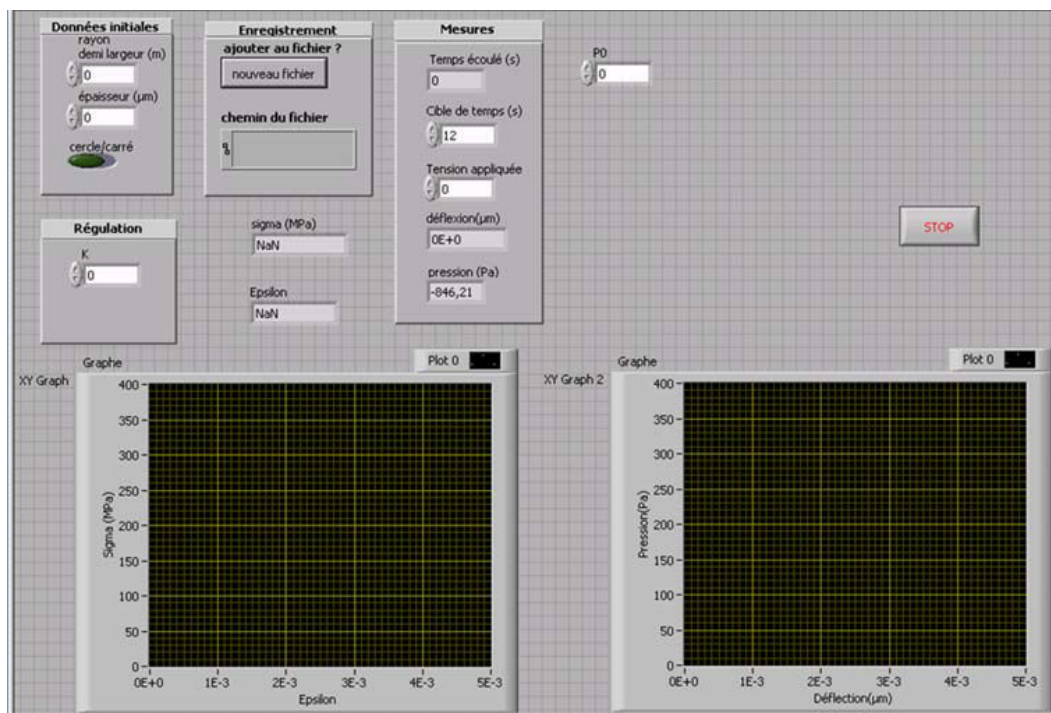 Données initiales
rayon
demi largeur (m)
0
épaisseur (µm)
0
cercle/carré
Enregistrement
ajouter au fichier ?
nouveau fichier
chemin du fichier
Mesures
Temps écoulé (s)
0
Cible de temps (s)
12
Tension appliquée
0
déflexion(µm)
0E+0
pression (Pa)
-846,21
P0
0
STOP
Régulation
K
0
sigma (MPa)
NaN
Epsilon
NaN
XY Graph
Graphe
Plot 0
Sigma (MPa)
400
350
300
250
200
150
100
50
0
0E+0 1E-3 2E-3 3E-3 4E-3 5E-3
Epsilon
XY Graph 2
Graphe
Plot 0
Pression(Pa)
400
350
300
250
200
150
100
50
0
0E+0 1E-3 2E-3 3E-3 4E-3 5E-3
Déflection(µm)